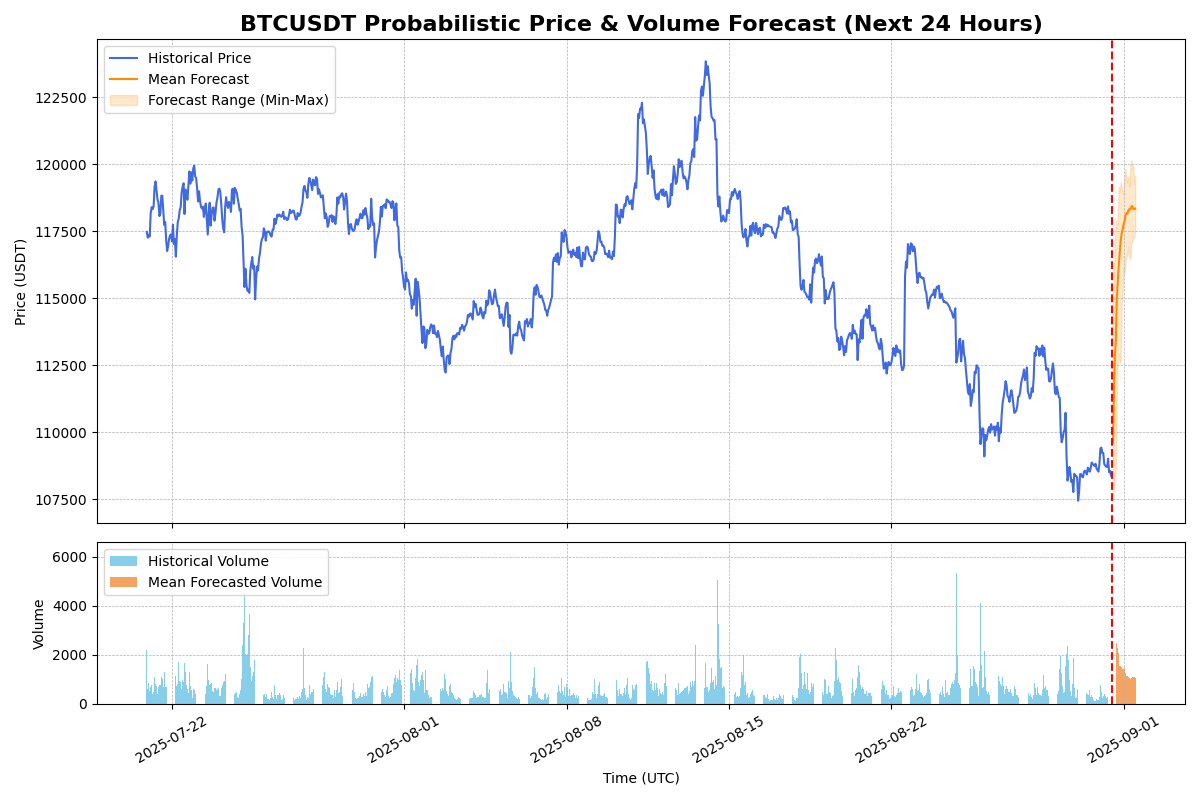 BTCUSDT Probabilistic Price & Volume Forecast (Next 24 Hours)
Historical Price
Mean Forecast
Forecast Range (Min-Max)
Price (USDT)
122500
120000
117500
115000
112500
110000
107500
Historical Volume
Mean Forecasted Volume
Volume
6000
4000
2000
0
2025-07-22
2025-08-01
2025-08-08
2025-08-15
2025-08-22
2025-09-01
Time (UTC)